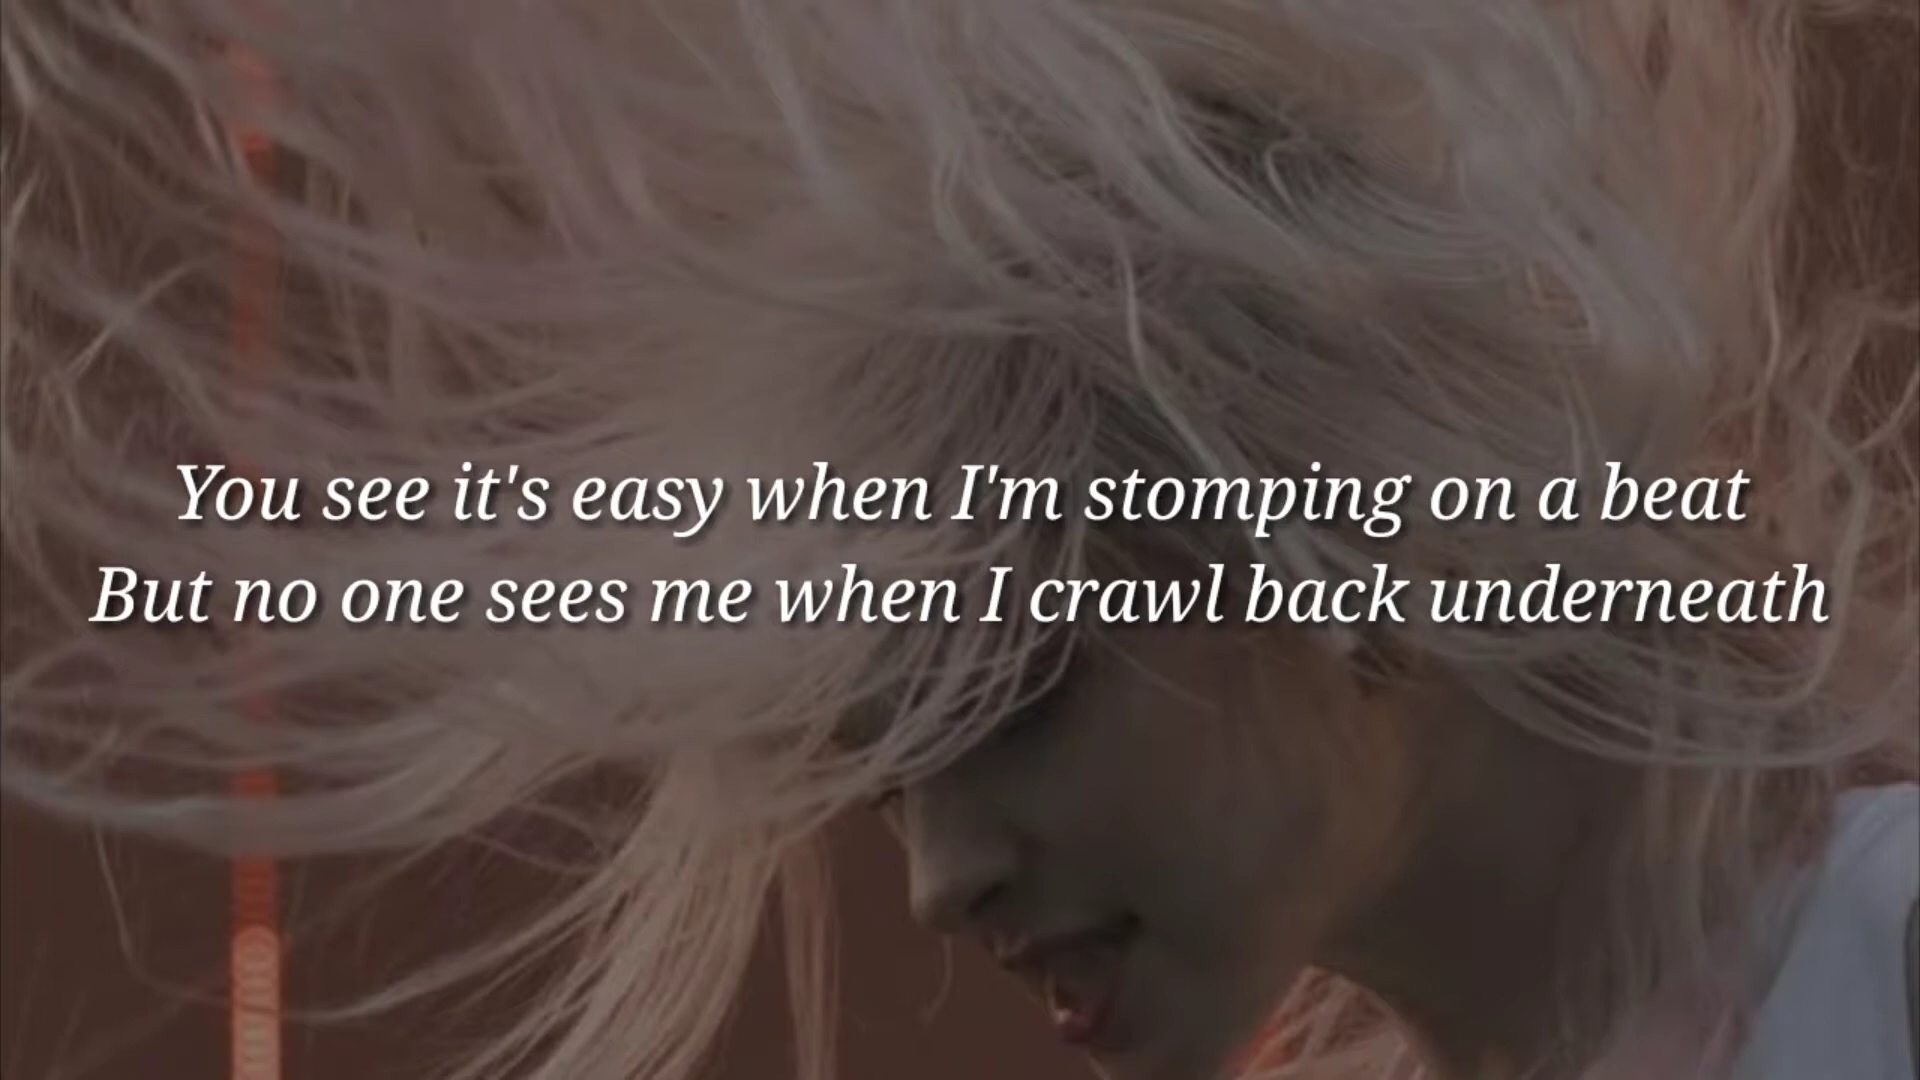 You see it's easy when I'm stomping on a beat
But no one sees me when I crawl back underneath